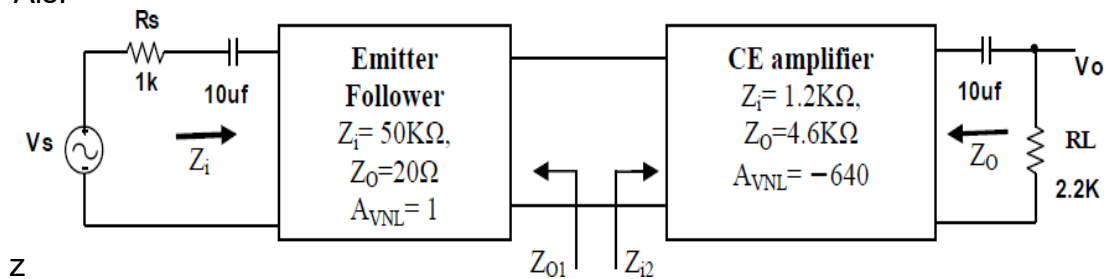 Rs
1k
10uf
Vs
Zi
Emitter
Follower
Zi= 50KΩ,
ZO=20Ω
AVNL= 1
ZO1
Zi2
CE amplifier
Zi= 1.2KΩ,
ZO=4.6KΩ
AVNL= −640
10uf
Vo
ZO
RL
2.2K
z